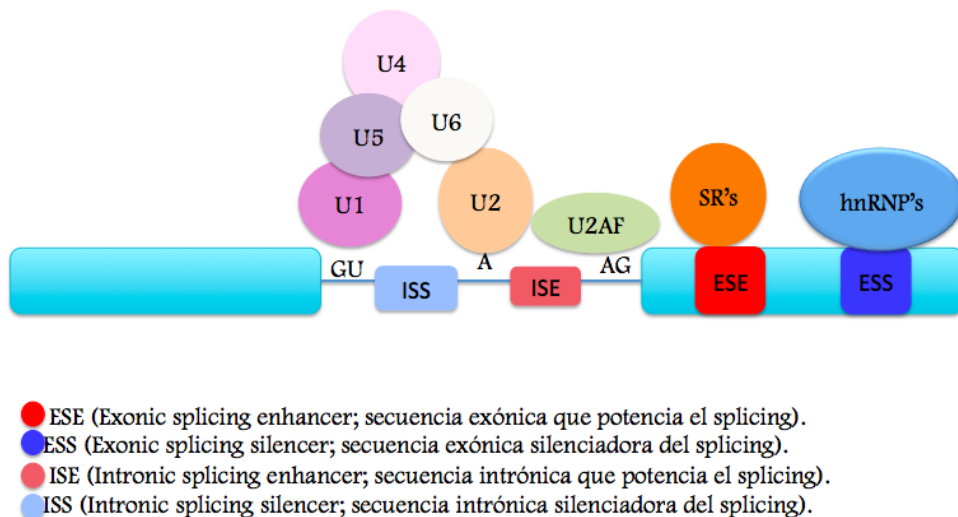 U4
U5
U6
U1
U2
U2AF
SR's
hnRNP's
GU
A
AG
ISS
ISE
ESE
ESS
ESE (Exonic splicing enhancer; secuencia exónica que potencia el splicing).
ESS (Exonic splicing silencer; secuencia exónica silenciadora del splicing).
ISE (Intronic splicing enhancer; secuencia intrónica que potencia el splicing).
ISS (Intronic splicing silencer; secuencia intrónica silenciadora del splicing).